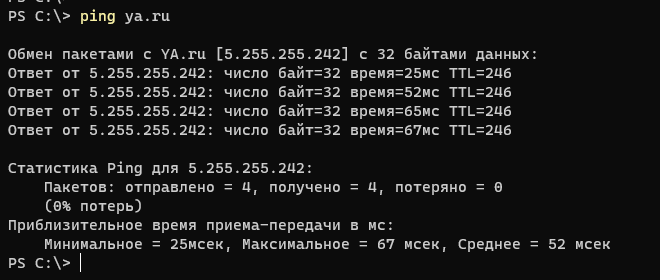 PS C:\> ping ya.ru
Обмен пакетами с YA.ru [5.255.255.242] с 32 байтами данных:
Ответ от 5.255.255.242: число байт=32 время=25мс TTL=246
Ответ от 5.255.255.242: число байт=32 время=52мс TTL=246
Ответ от 5.255.255.242: число байт=32 время=65мс TTL=246
Ответ от 5.255.255.242: число байт=32 время=67мс TTL=246
Статистика Ping для 5.255.255.242:
Пакетов: отправлено = 4, получено = 4, потеряно = 0
(0% потерь)
Приблизительное время приема-передачи в мс:
Минимальное = 25мсек, Максимальное = 67 мсек, Среднее = 52 мсек
PS C:\>